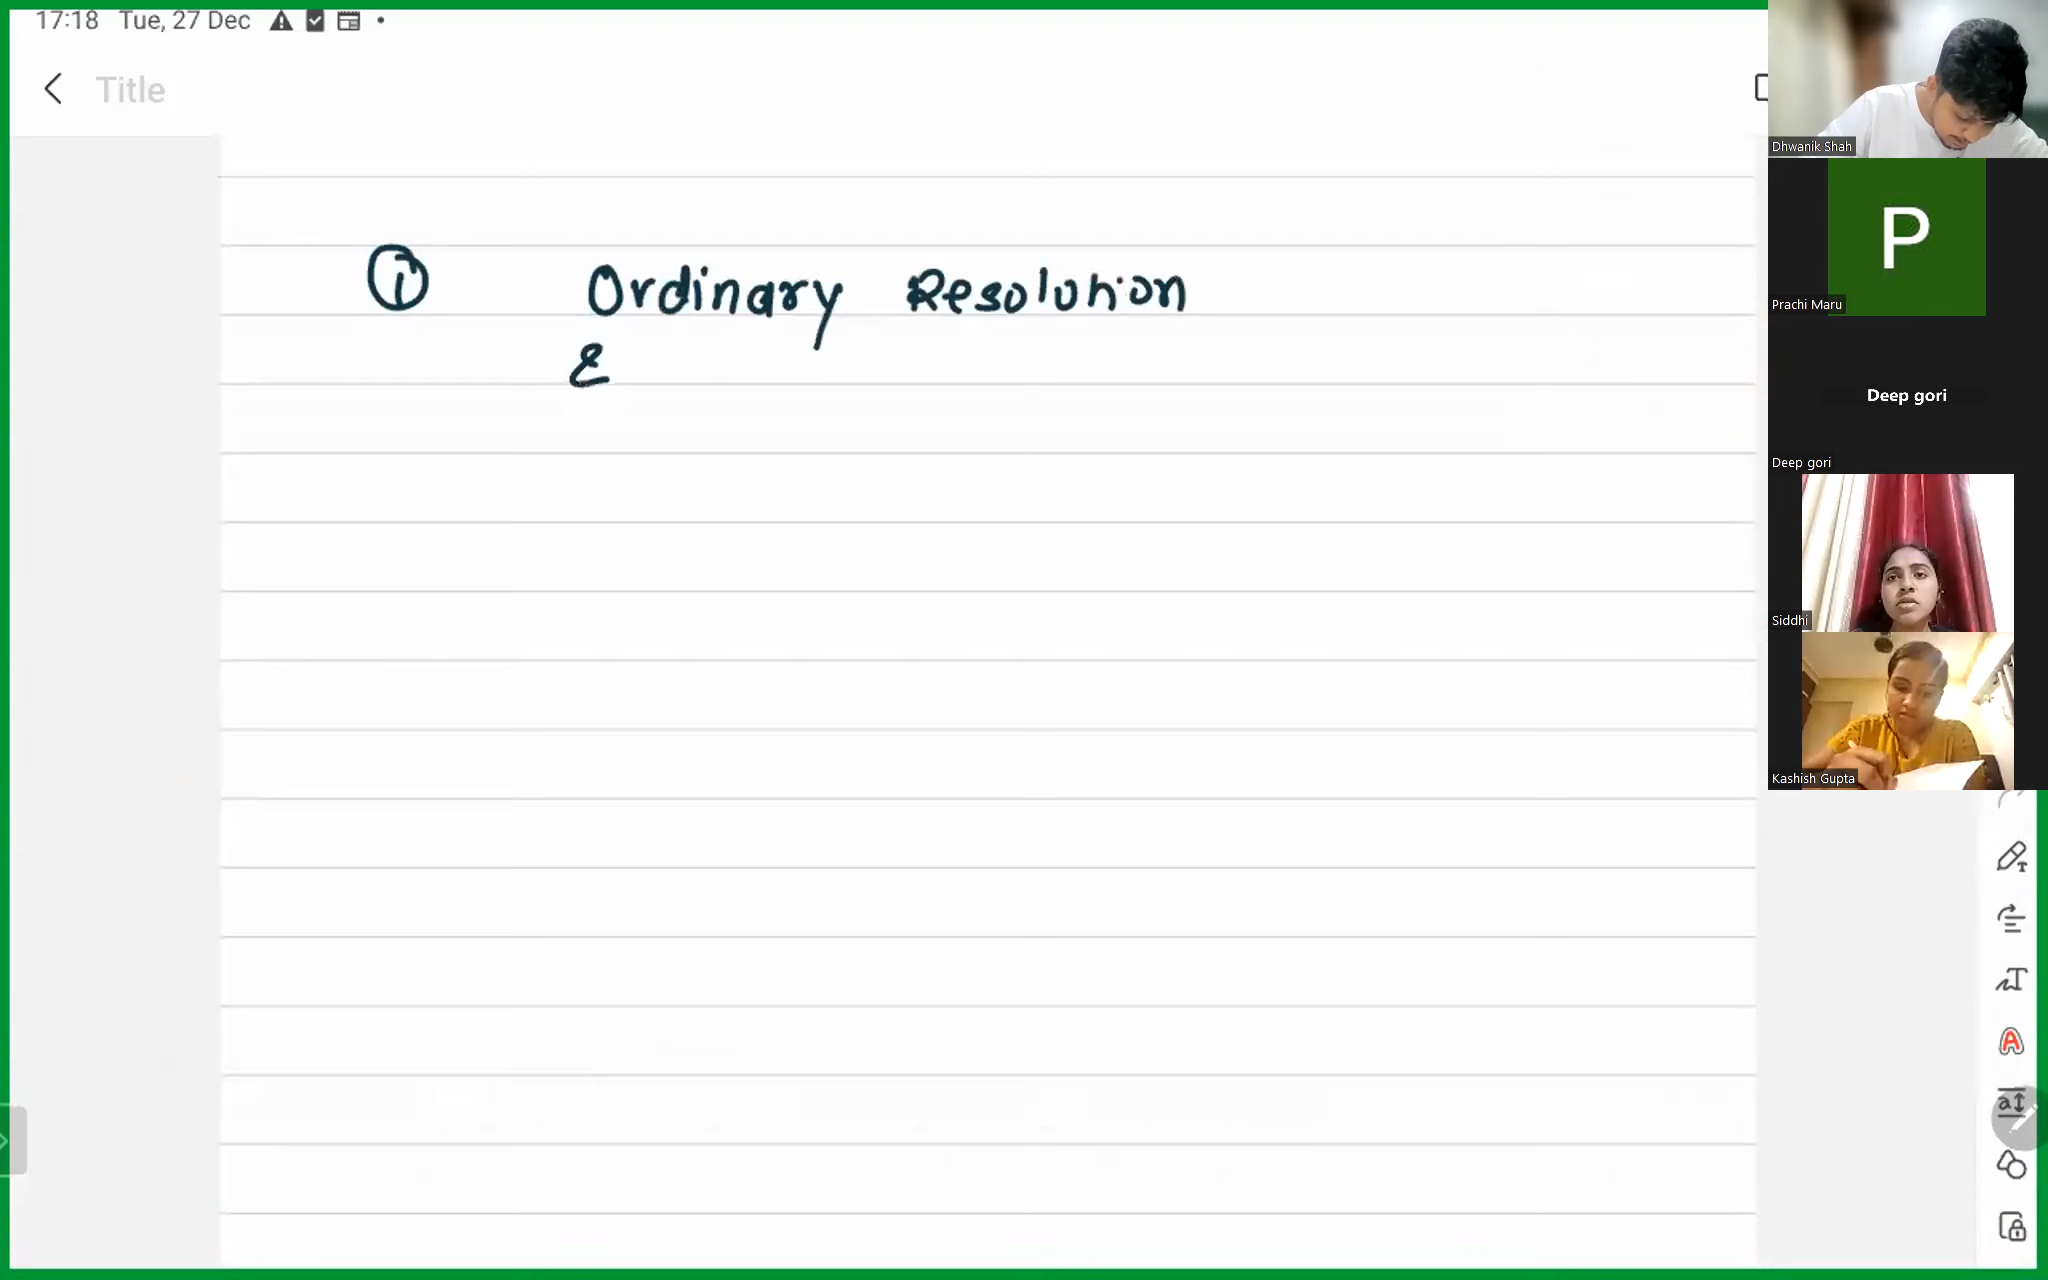 17:18 Tue, 27 Dec
Title
① Ordinary Resolution
&
Dhwanik Shah
P
Prachi Maru
Deep gori
Deep gori
Siddhi
Kashish Gupta
T
A
a